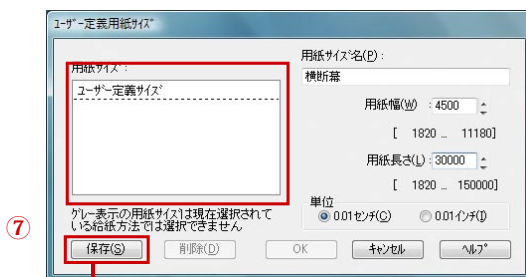 ユーザー定義用紙サイズ
用紙サイズ：
ユーザー定義サイズ
グレー表示の用紙サイズは現在選択されて
いる給紙方法では選択できません
用紙サイズ名(P)：
横断幕
用紙幅(W)：4500
[ 1820 _ 11180]
用紙長さ(L)：30000
[ 1820 _ 150000]
単位
0.01センチ(C) 0.01インチ(I)
⑦
保存(S) 削除(D) OK キャンセル ヘルプ